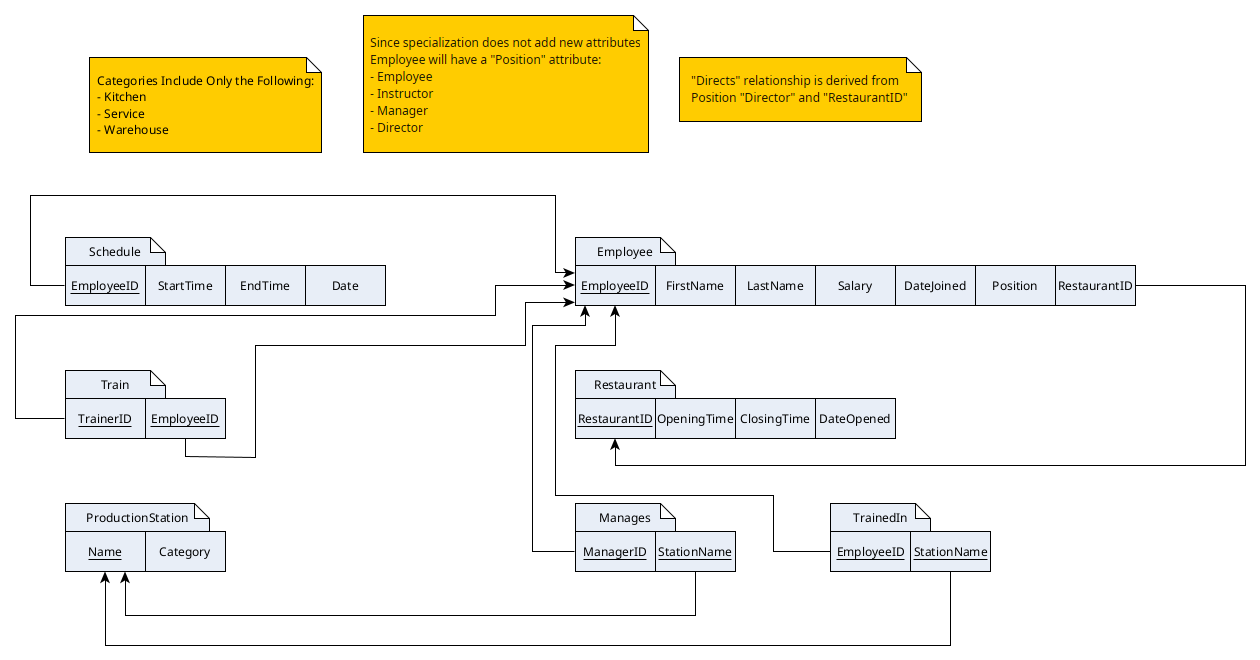 Since specialization does not add new attributes
Employee will have a "Position" attribute:
- Employee
- Instructor
- Manager
- Director
Categories Include Only the Following:
- Kitchen
- Service
- Warehouse
"Directs" relationship is derived from
Position "Director" and "RestaurantID"
Schedule
EmployeeID StartTime EndTime Date
Employee
EmployeeID FirstName LastName Salary DateJoined Position RestaurantID
Train
TrainerID EmployeeID
Restaurant
RestaurantID OpeningTime ClosingTime DateOpened
ProductionStation
Name Category
Manages
ManagerID StationName
TrainedIn
EmployeeID StationName